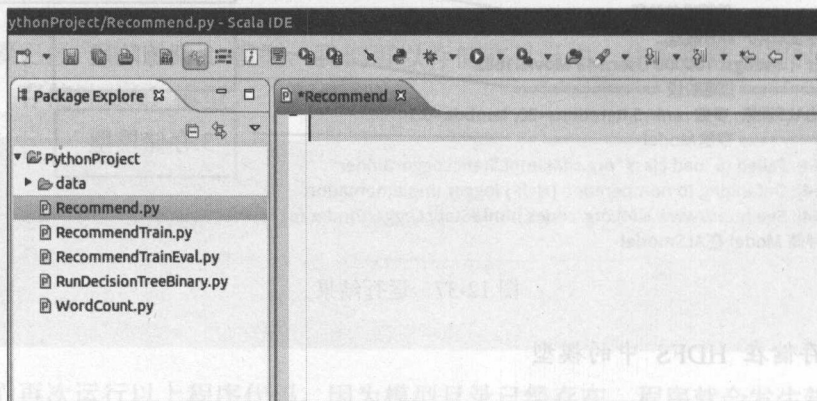 ythonProject/Recommend.py - Scala IDE
Package Explore
*Recommend
PythonProject
data
Recommend.py
RecommendTrain.py
RecommendTrainEval.py
RunDecisionTreeBinary.py
WordCount.py